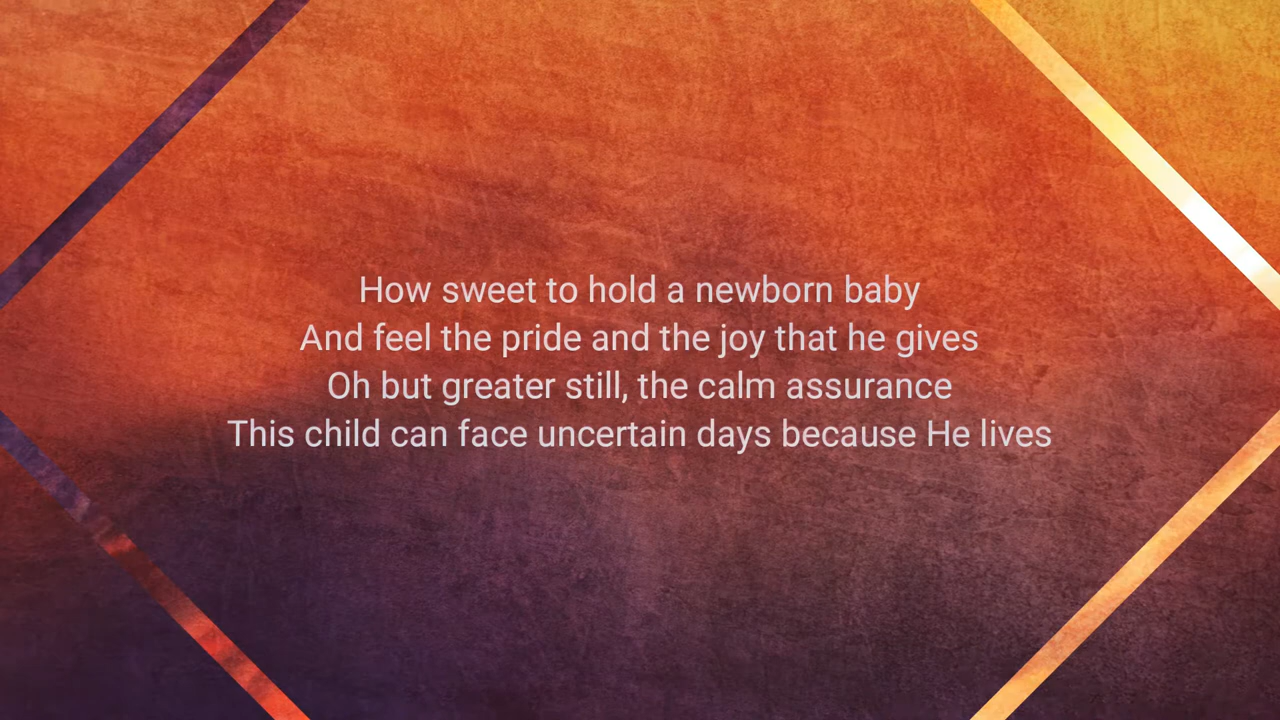 How sweet to hold a newborn baby
And feel the pride and the joy that he gives
Oh but greater still, the calm assurance
This child can face uncertain days because He lives